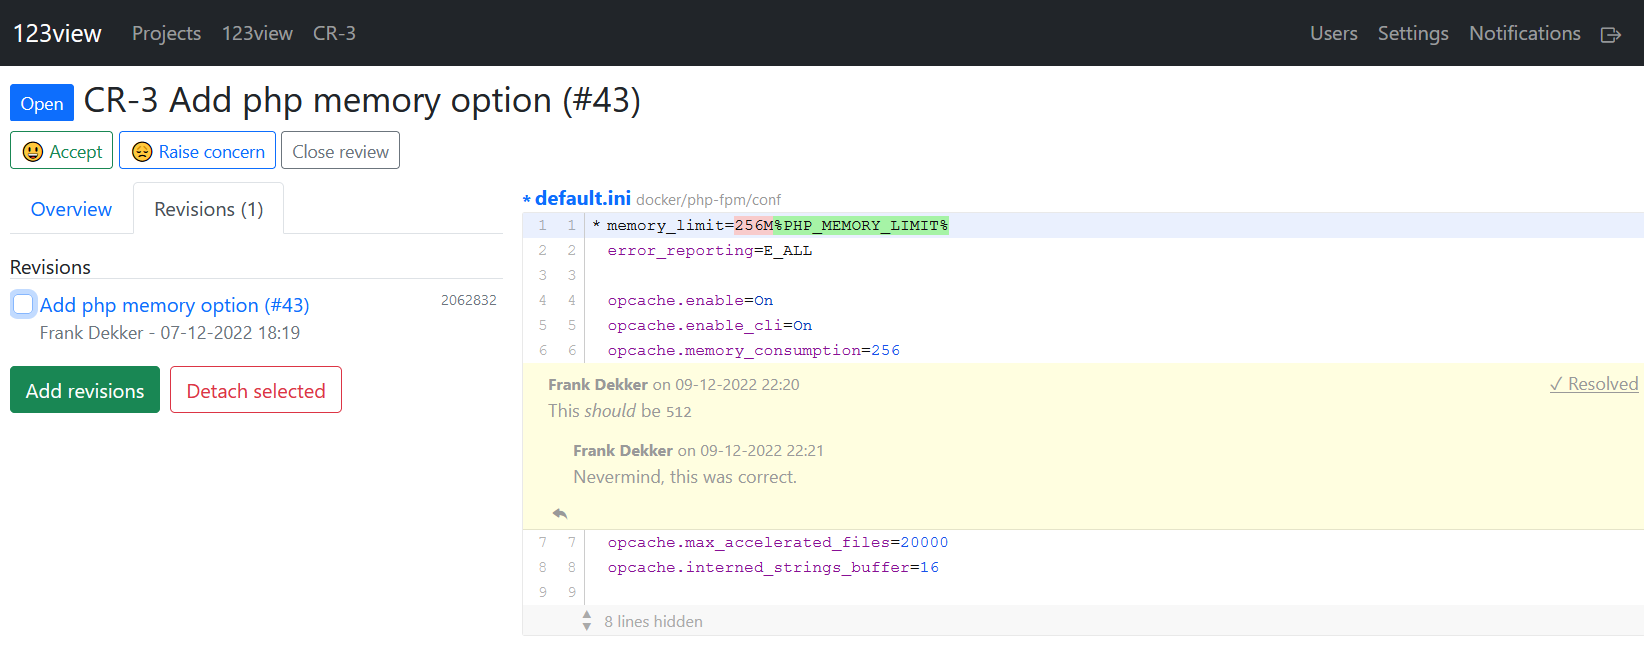 123view Projects 123view CR-3 Users Settings Notifications
Open CR-3 Add php memory option (#43)
Accept Raise concern Close review
Overview Revisions (1)
Revisions
Add php memory option (#43) 2062832
Frank Dekker - 07-12-2022 18:19
Add revisions Detach selected
* default.ini docker/php-fpm/conf
1 1 * memory_limit=256M%PHP_MEMORY_LIMIT%
2 2 error_reporting=E_ALL
3 3
4 4 opcache.enable=On
5 5 opcache.enable_cli=On
6 6 opcache.memory_consumption=256
Frank Dekker on 09-12-2022 22:20 ✓ Resolved
This should be 512
Frank Dekker on 09-12-2022 22:21
Nevermind, this was correct.
7 7 opcache.max_accelerated_files=20000
8 8 opcache.interned_strings_buffer=16
9 9
8 lines hidden